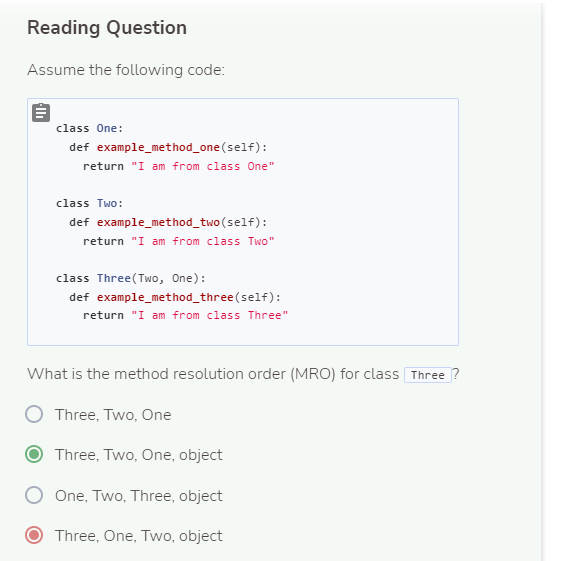 Reading Question
Assume the following code:
class One:
  def example_method_one(self):
    return "I am from class One"
class Two:
  def example_method_two(self):
    return "I am from class Two"
class Three(Two, One):
  def example_method_three(self):
    return "I am from class Three"
What is the method resolution order (MRO) for class Three ?
Three, Two, One
Three, Two, One, object
One, Two, Three, object
Three, One, Two, object